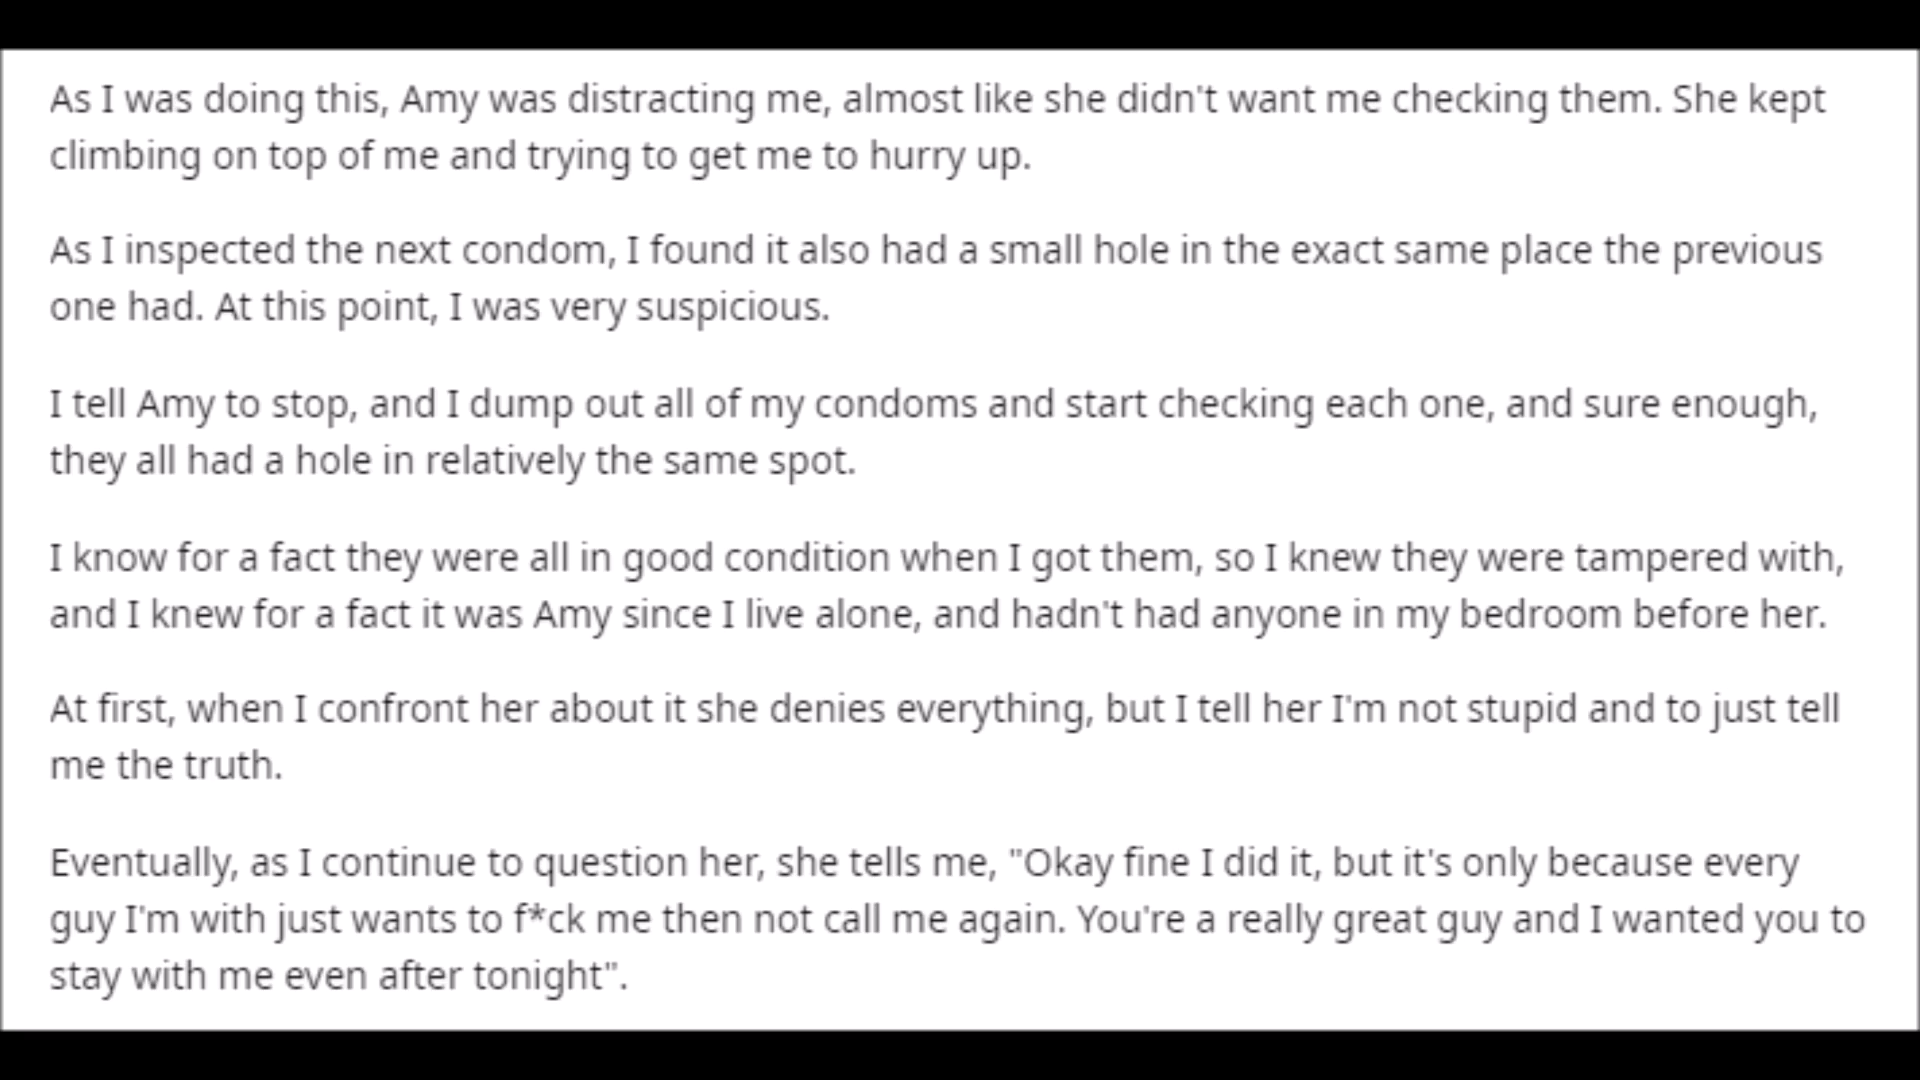 As I was doing this, Amy was distracting me, almost like she didn't want me checking them. She kept
climbing on top of me and trying to get me to hurry up.
As I inspected the next condom, I found it also had a small hole in the exact same place the previous
one had. At this point, I was very suspicious.
I tell Amy to stop, and I dump out all of my condoms and start checking each one, and sure enough,
they all had a hole in relatively the same spot.
I know for a fact they were all in good condition when I got them, so I knew they were tampered with,
and I knew for a fact it was Amy since I live alone, and hadn't had anyone in my bedroom before her.
At first, when I confront her about it she denies everything, but I tell her I'm not stupid and to just tell
me the truth.
Eventually, as I continue to question her, she tells me, "Okay fine I did it, but it's only because every
guy I'm with just wants to f*ck me then not call me again. You're a really great guy and I wanted you to
stay with me even after tonight".